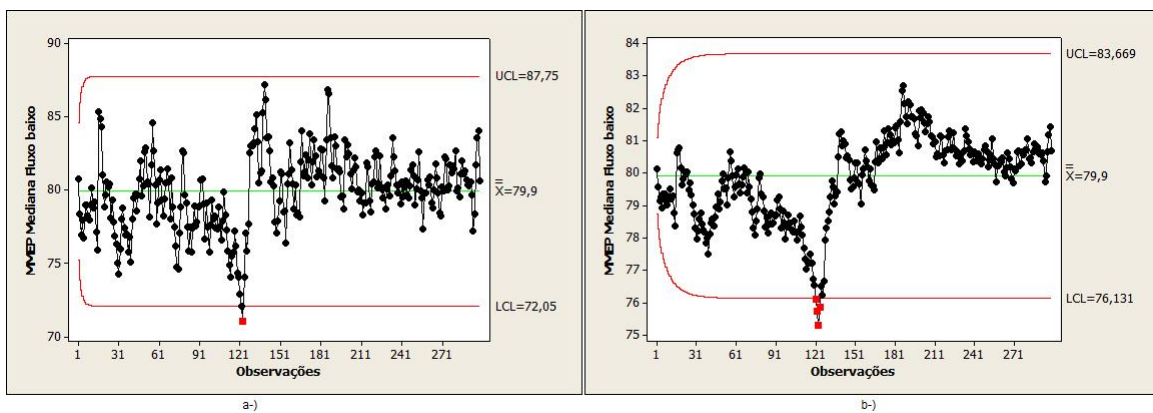 90
85
80
75
70
MMEP Mediana Fluxo baixo
UCL=87,75
X=79,9
LCL=72,05
1 31 61 91 121 151 181 211 241 271
Observações
a-)
84
83
82
81
80
79
78
77
76
75
MMEP Mediana Fluxo baixo
UCL=83,669
X=79,9
LCL=76,131
1 31 61 91 121 151 181 211 241 271
Observações
b-)